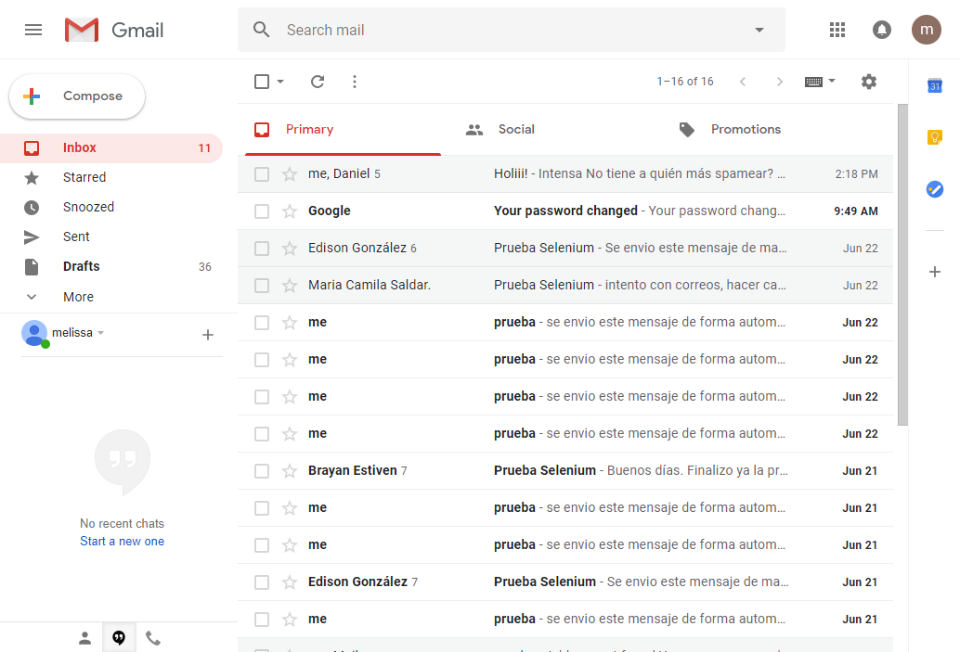 Gmail
Search mail
m
Compose
1–16 of 16
31
Primary
Social
Promotions
Inbox 11
Starred
Snoozed
Sent
Drafts 36
More
melissa
No recent chats
Start a new one
me, Daniel 5 Holiii! - Intensa No tiene a quién más spamear? ... 2:18 PM
Google Your password changed - Your password chang... 9:49 AM
Edison González 6 Prueba Selenium - Se envio este mensaje de ma... Jun 22
Maria Camila Saldar. Prueba Selenium - intento con correos, hacer ca... Jun 22
me prueba - se envio este mensaje de forma autom... Jun 22
me prueba - se envio este mensaje de forma autom... Jun 22
me prueba - se envio este mensaje de forma autom... Jun 22
me prueba - se envio este mensaje de forma autom... Jun 22
Brayan Estiven 7 Prueba Selenium - Buenos días. Finalizo ya la pr... Jun 21
me prueba - se envio este mensaje de forma autom... Jun 21
me prueba - se envio este mensaje de forma autom... Jun 21
Edison González 7 Prueba Selenium - Se envio este mensaje de ma... Jun 21
me prueba - se envio este mensaje de forma autom... Jun 21